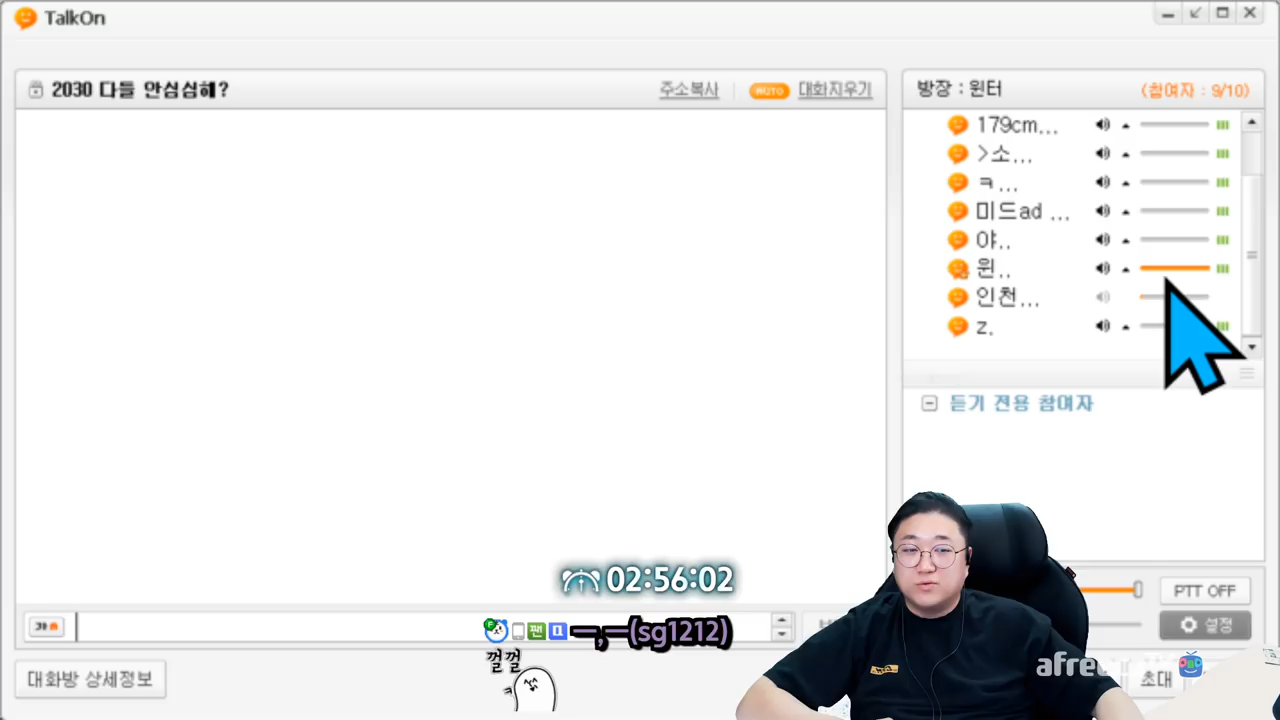 TalkOn
2030 다들 안심심해?
주소복사
AUTO
대화지우기
방장 : 윈터
(참여자 : 9/10)
179cm...
>소...
ㅋ...
미드ad ...
야..
윈..
인천...
z.
듣기 전용 참여자
02:56:02
PTT OFF
가
팬
ㅡ,ㅡ(sg1212)
설정
껄껄
ㅋ
대화방 상세정보
초대